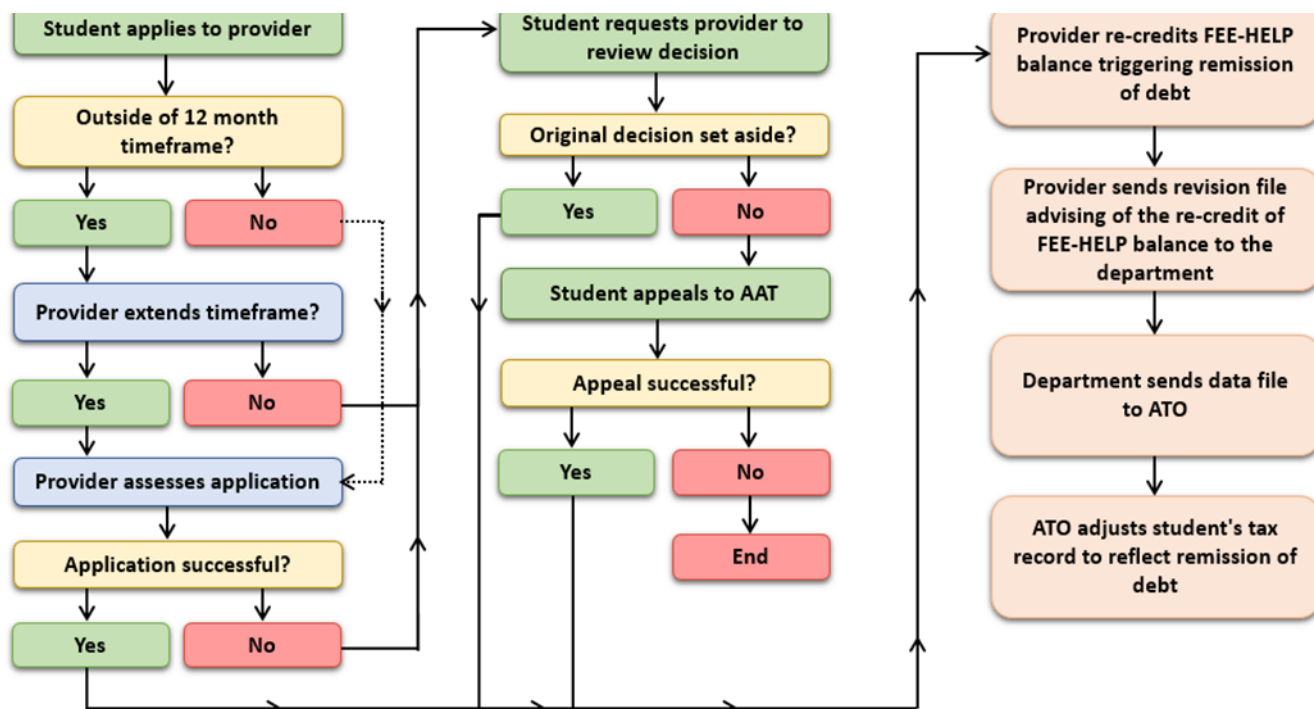 Student applies to provider
Outside of 12 month
timeframe?
Yes
No
Provider extends timeframe?
Yes
No
Provider assesses application
Application successful?
Yes
No
Student requests provider to
review decision
Original decision set aside?
Yes
No
Student appeals to AAT
Appeal successful?
Yes
No
End
Provider re-credits FEE-HELP
balance triggering remission
of debt
Provider sends revision file
advising of the re-credit of
FEE-HELP balance to the
department
Department sends data file
to ATO
ATO adjusts student's tax
record to reflect remission of
debt